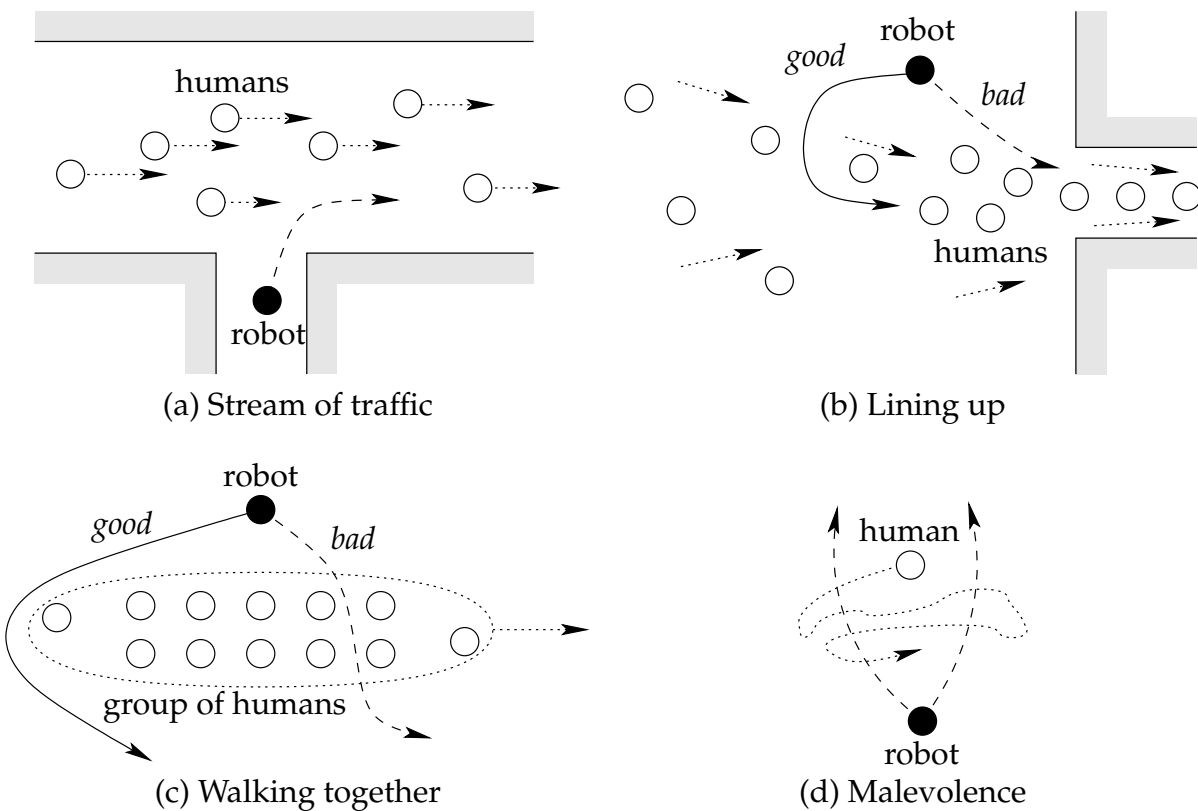 humans
robot
(a) Stream of traffic
robot
good
bad
humans
(b) Lining up
robot
good
bad
group of humans
(c) Walking together
human
robot
(d) Malevolence